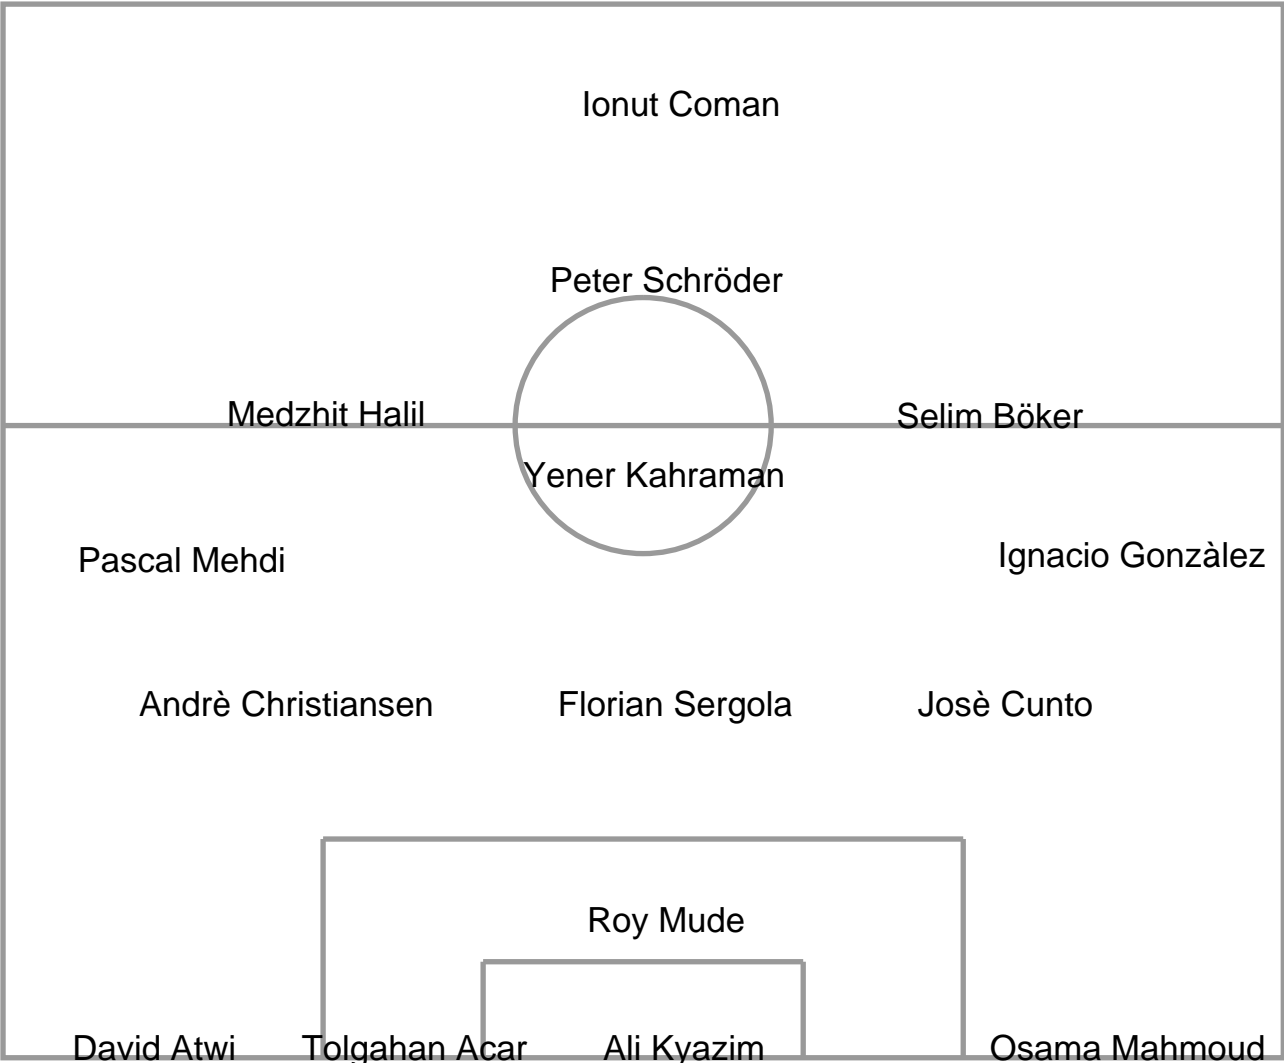 Ionut Coman
Peter Schröder
Medzhit Halil
Selim Böker
Yener Kahraman
Pascal Mehdi
Ignacio Gonzàlez
Andrè Christiansen
Florian Sergola
Josè Cunto
Roy Mude
David Atwi
Tolgahan Acar
Ali Kyazim
Osama Mahmoud